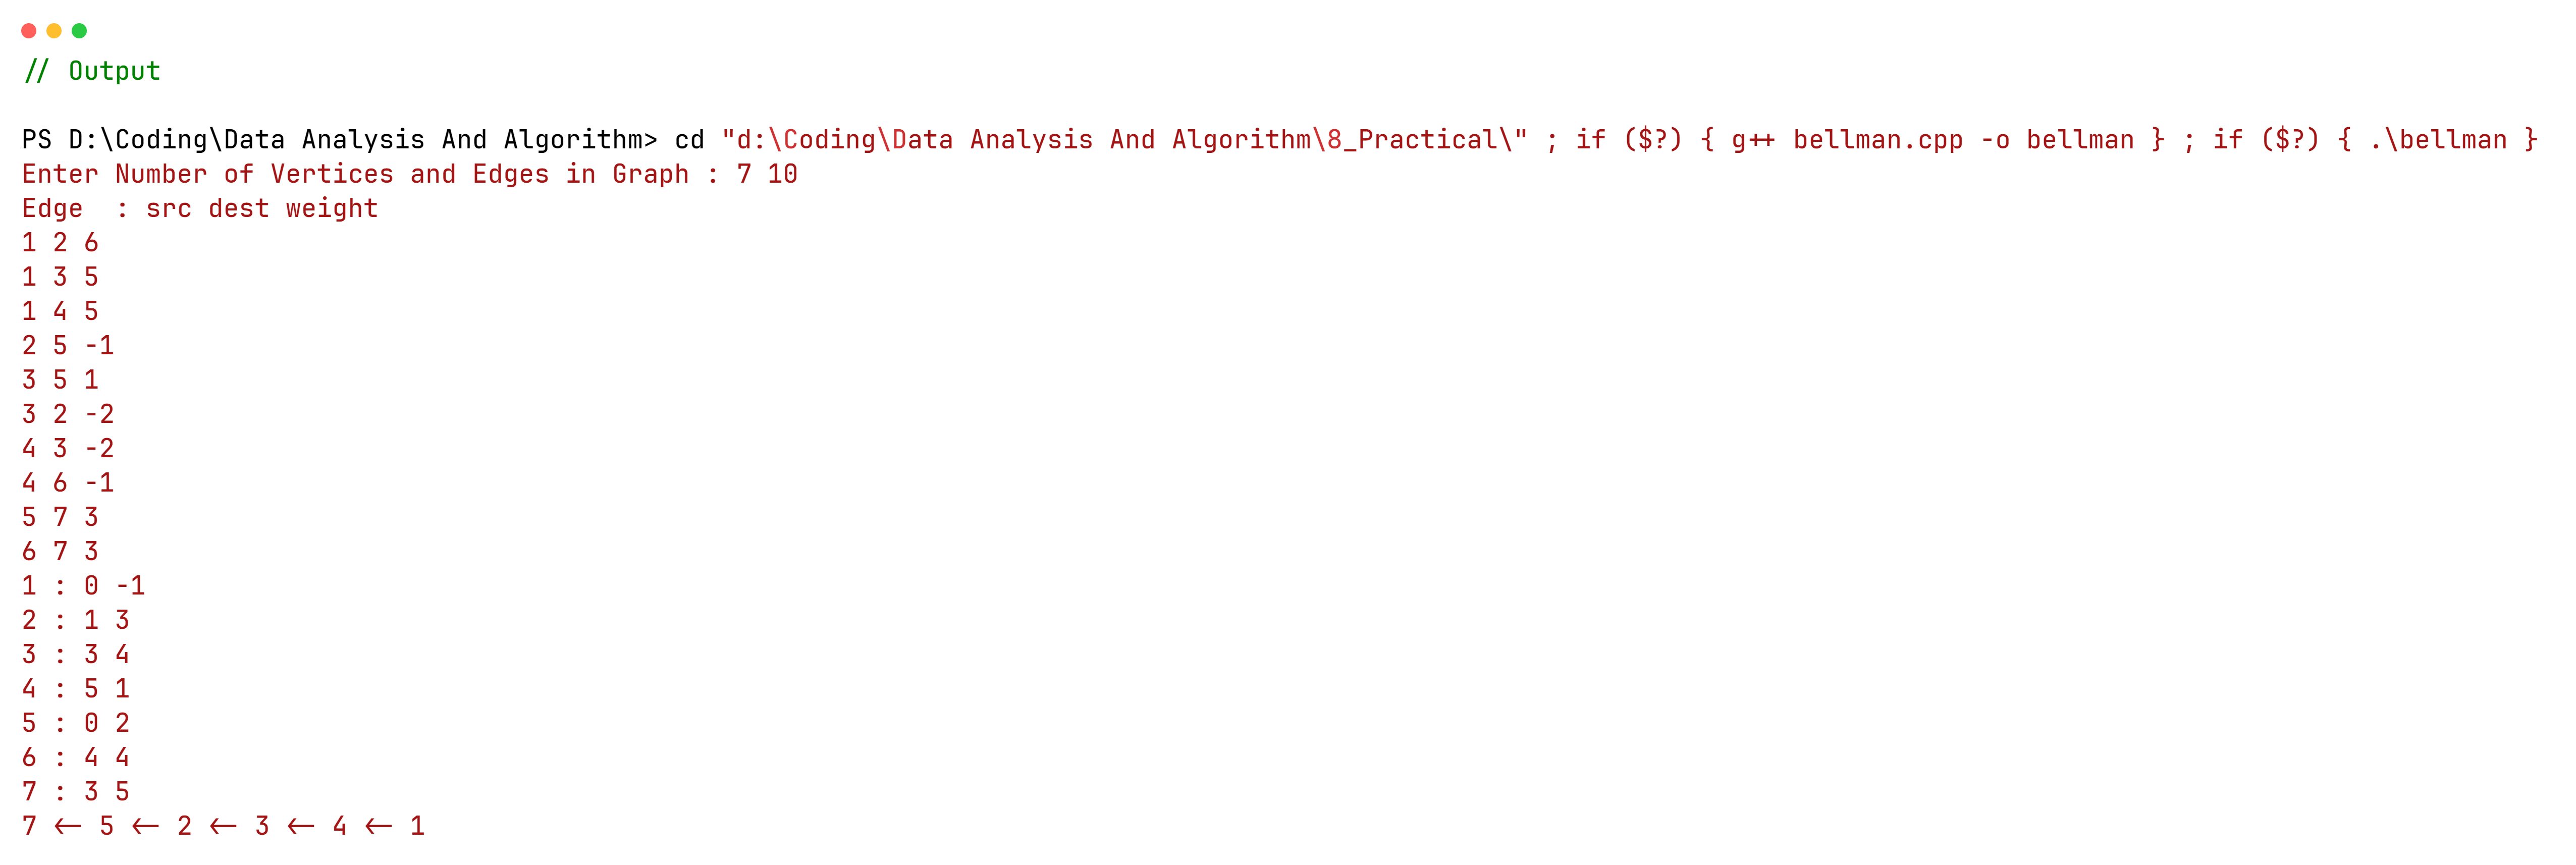 // Output
PS D:\Coding\Data Analysis And Algorithm> cd "d:\Coding\Data Analysis And Algorithm\8_Practical\" ; if ($?) { g++ bellman.cpp -o bellman } ; if ($?) { .\bellman }
Enter Number of Vertices and Edges in Graph : 7 10
Edge  : src dest weight
1 2 6
1 3 5
1 4 5
2 5 -1
3 5 1
3 2 -2
4 3 -2
4 6 -1
5 7 3
6 7 3
1 : 0 -1
2 : 1 3
3 : 3 4
4 : 5 1
5 : 0 2
6 : 4 4
7 : 3 5
7 <-- 5 <-- 2 <-- 3 <-- 4 <-- 1